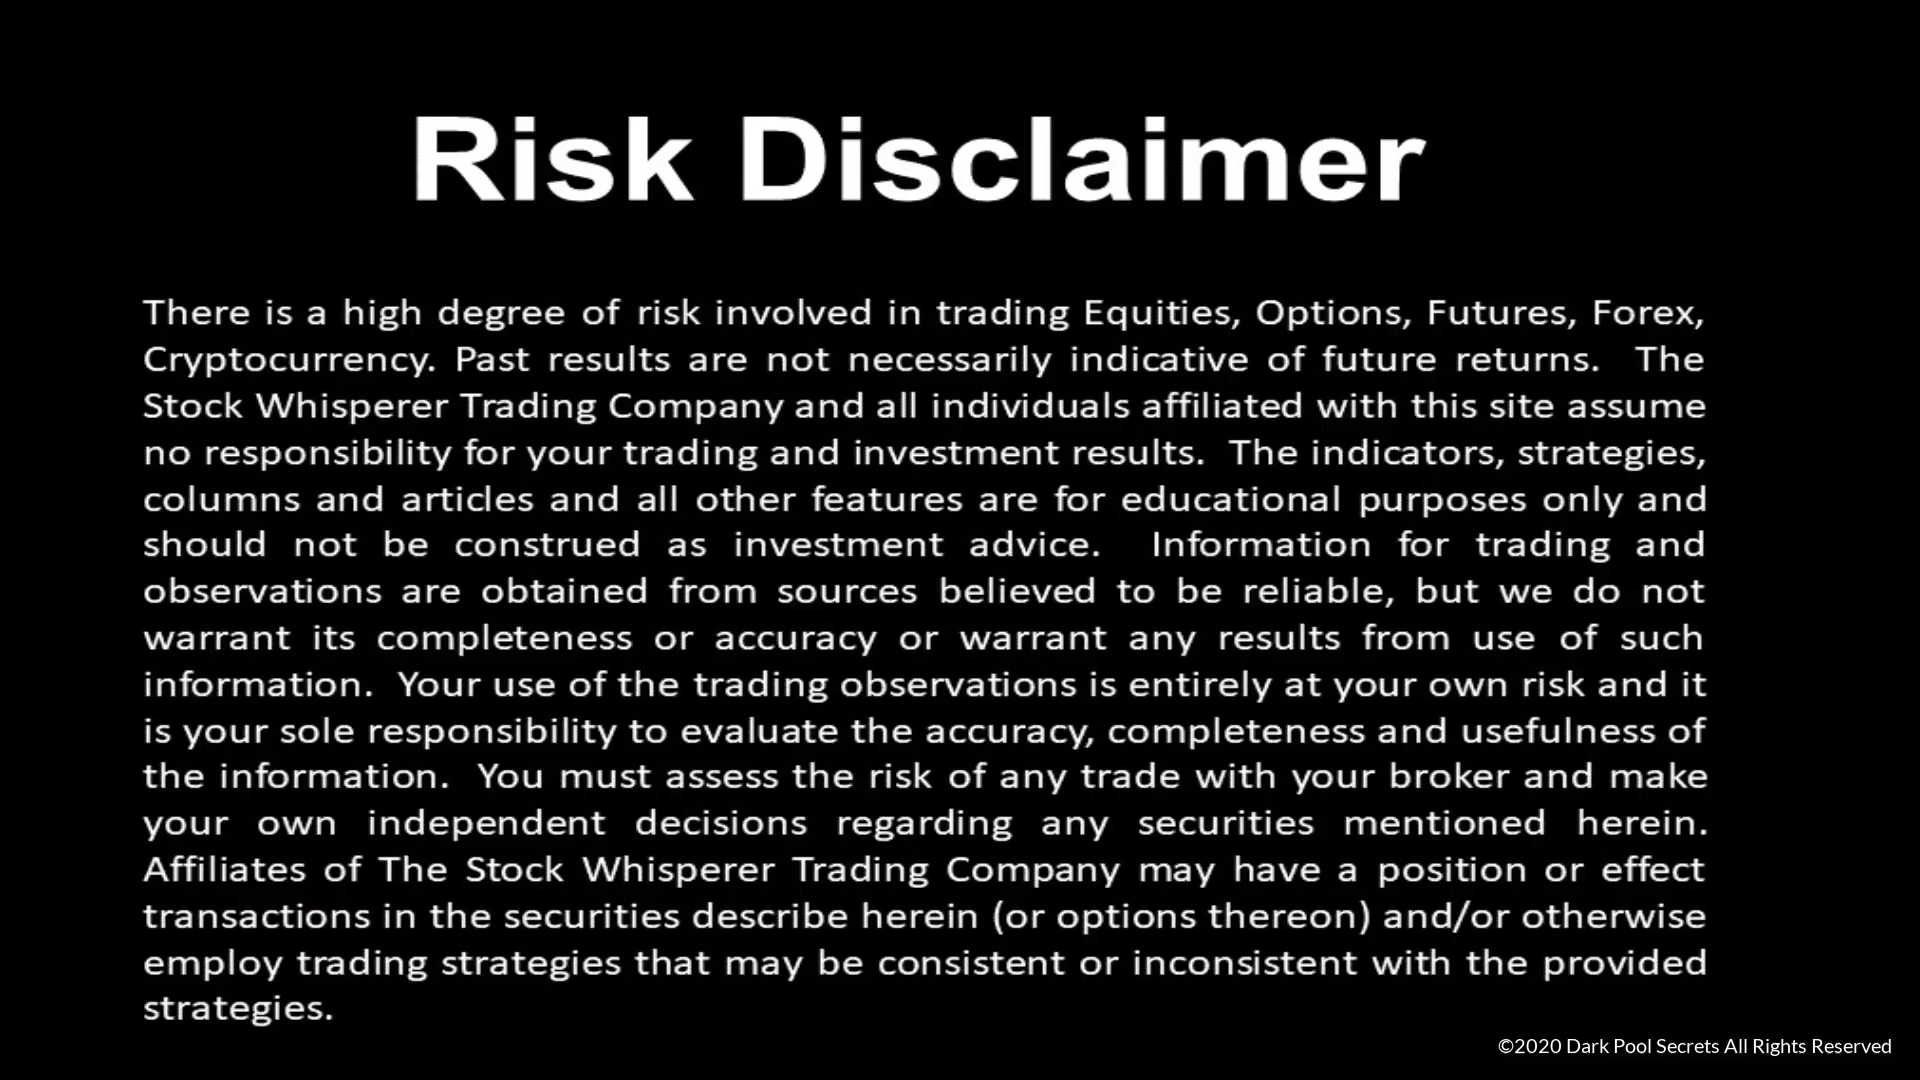 Risk Disclaimer
There is a high degree of risk involved in trading Equities, Options, Futures, Forex,
Cryptocurrency. Past results are not necessarily indicative of future returns. The
Stock Whisperer Trading Company and all individuals affiliated with this site assume
no responsibility for your trading and investment results. The indicators, strategies,
columns and articles and all other features are for educational purposes only and
should not be construed as investment advice. Information for trading and
observations are obtained from sources believed to be reliable, but we do not
warrant its completeness or accuracy or warrant any results from use of such
information. Your use of the trading observations is entirely at your own risk and it
is your sole responsibility to evaluate the accuracy, completeness and usefulness of
the information. You must assess the risk of any trade with your broker and make
your own independent decisions regarding any securities mentioned herein.
Affiliates of The Stock Whisperer Trading Company may have a position or effect
transactions in the securities describe herein (or options thereon) and/or otherwise
employ trading strategies that may be consistent or inconsistent with the provided
strategies.
©2020 Dark Pool Secrets All Rights Reserved